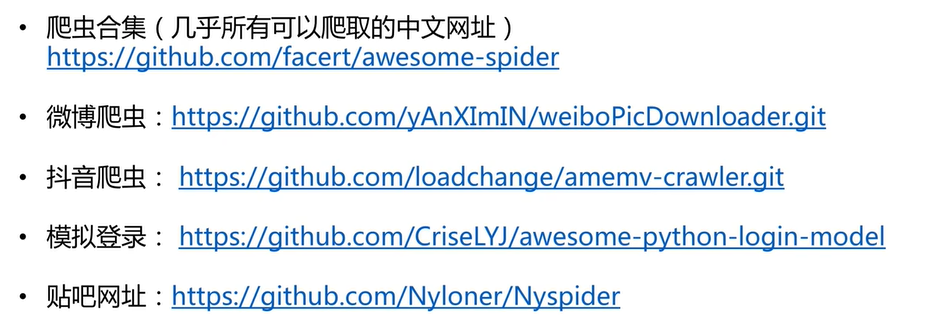 • 爬虫合集（几乎所有可以爬取的中文网址）
https://github.com/facert/awesome-spider
• 微博爬虫：https://github.com/yAnXImIN/weiboPicDownloader.git
• 抖音爬虫： https://github.com/loadchange/amemv-crawler.git
• 模拟登录： https://github.com/CriseLYJ/awesome-python-login-model
• 贴吧网址：https://github.com/Nyloner/Nyspider